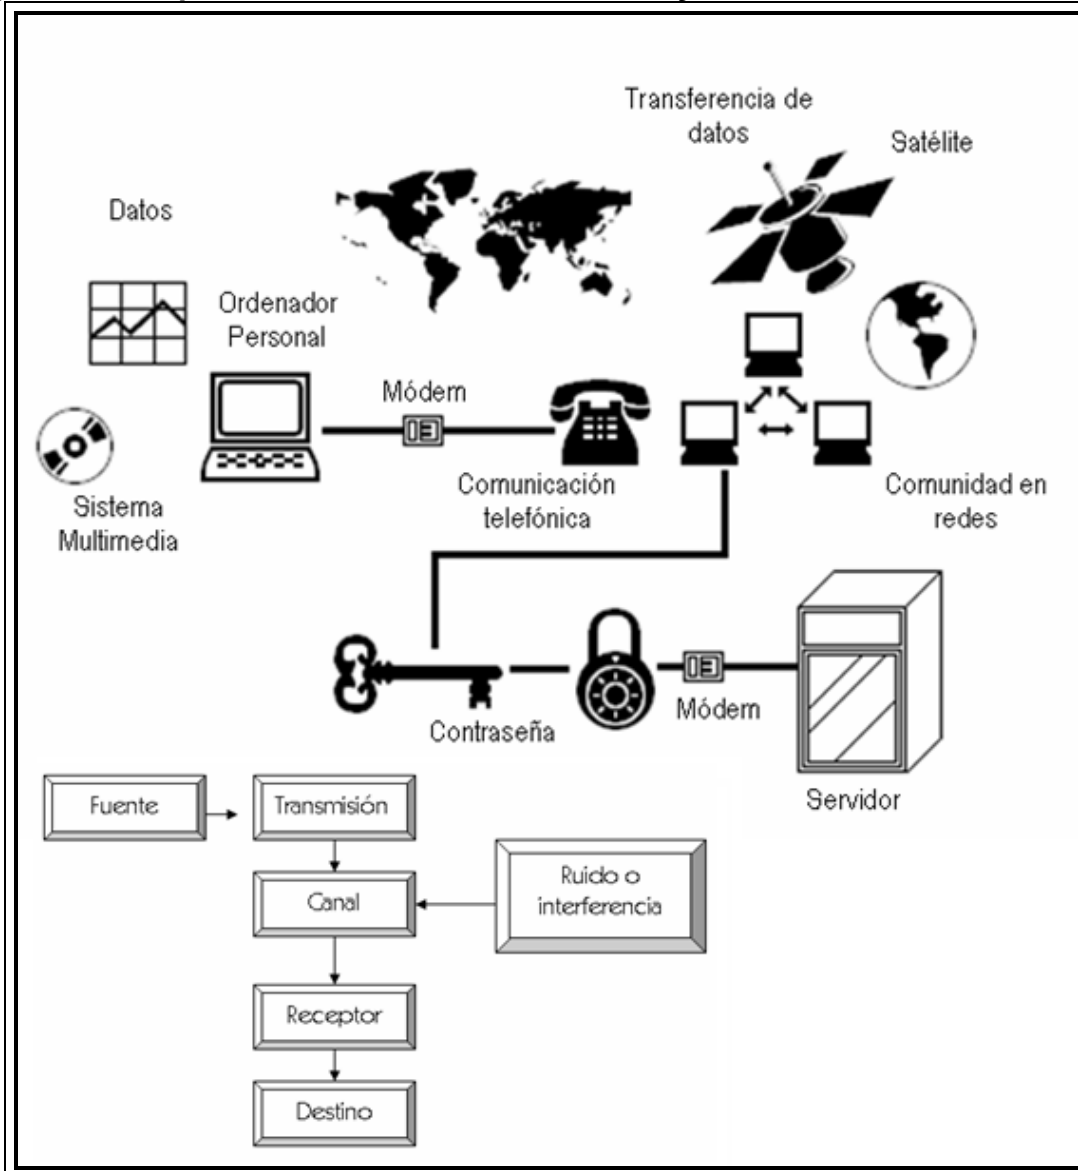 Transferencia de
datos
Satélite
Datos
Ordenador
Personal
Módem
Comunicación
telefónica
Sistema
Multimedia
Comunidad en
redes
Contraseña
Módem
Servidor
Fuente
Transmisión
Canal
Ruido o
interferencia
Receptor
Destino